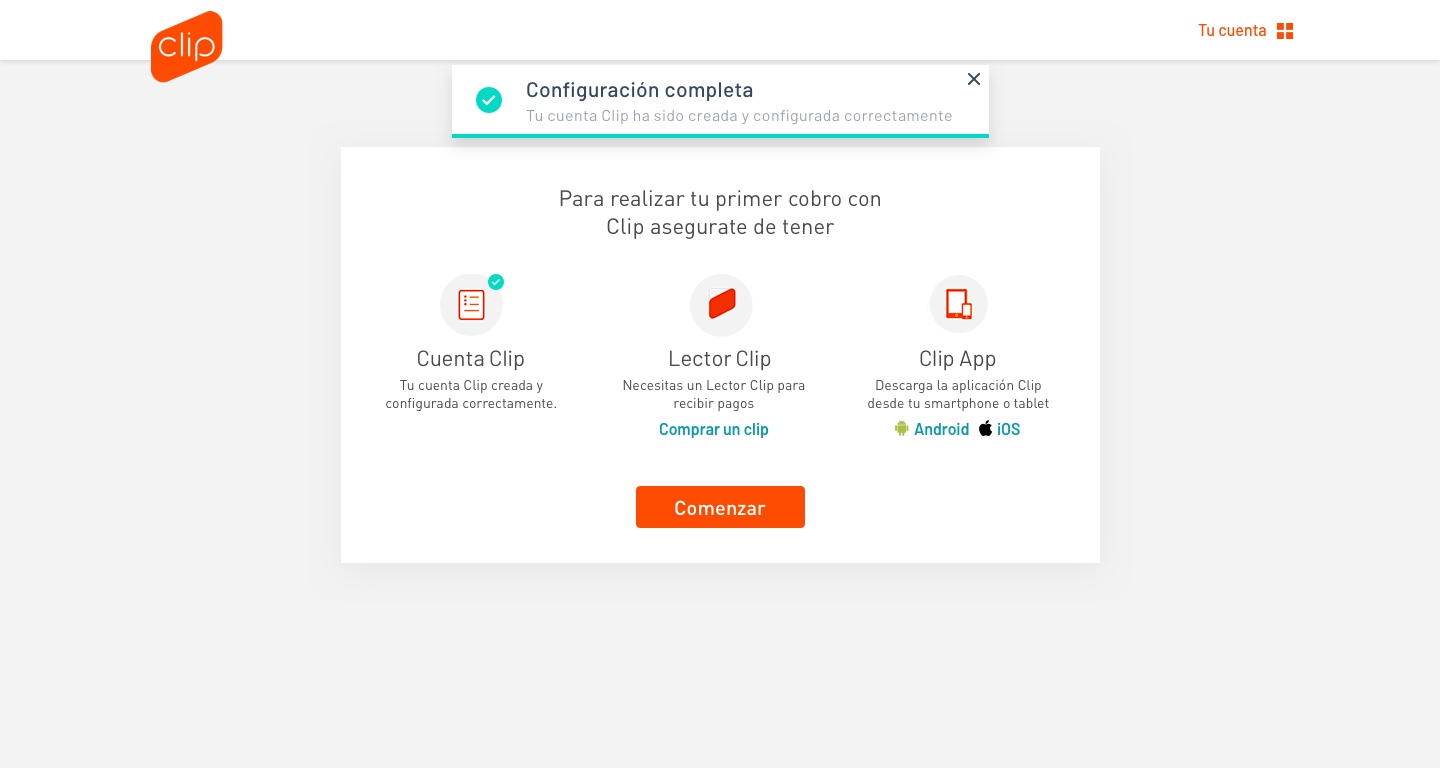 clip
Tu cuenta
Configuración completa
Tu cuenta Clip ha sido creada y configurada correctamente
Para realizar tu primer cobro con
Clip asegurate de tener
Cuenta Clip
Tu cuenta Clip creada y
configurada correctamente.
Lector Clip
Necesitas un Lector Clip para
recibir pagos
Comprar un clip
Clip App
Descarga la aplicación Clip
desde tu smartphone o tablet
Android iOS
Comenzar